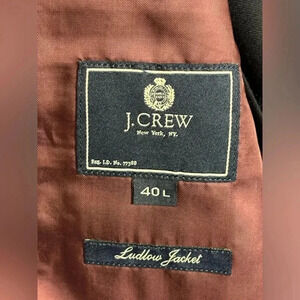 J.CREW
New York, NY.
Reg. I.D. No. 77388
40 L
Ludlow Jacket